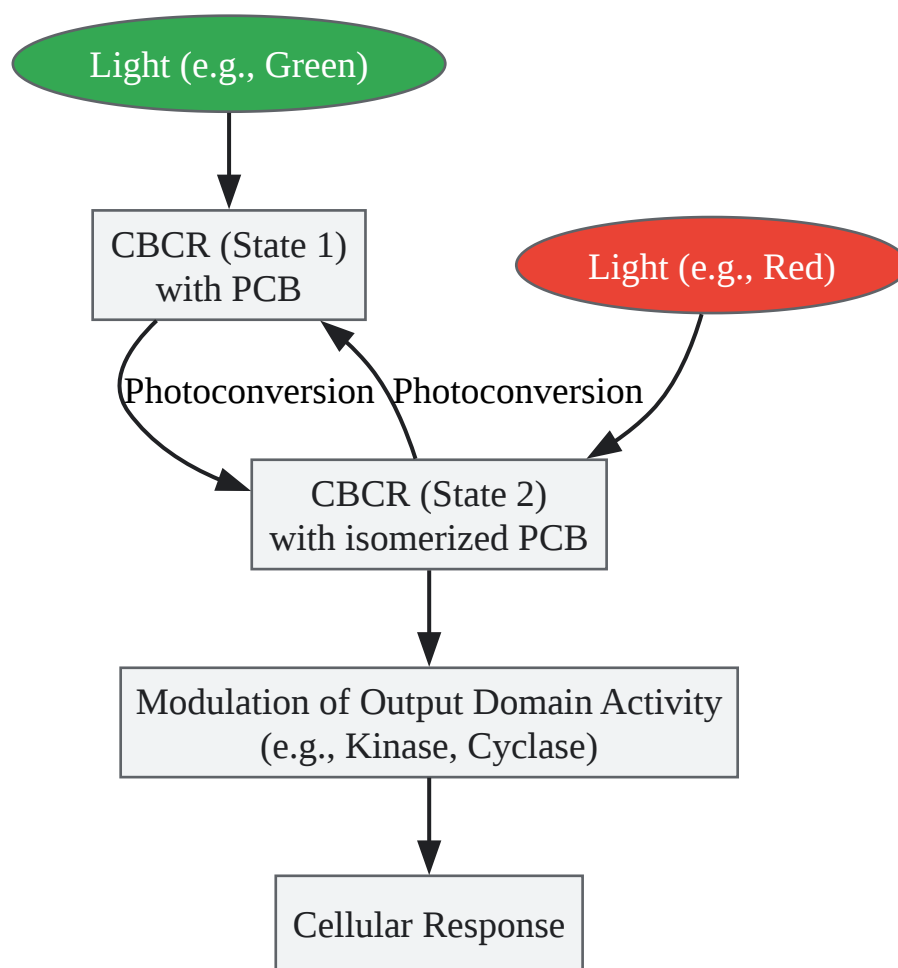 Light (e.g., Green)
CBCR (State 1)
with PCB
Light (e.g., Red)
Photoconversion
Photoconversion
CBCR (State 2)
with isomerized PCB
Modulation of Output Domain Activity
(e.g., Kinase, Cyclase)
Cellular Response